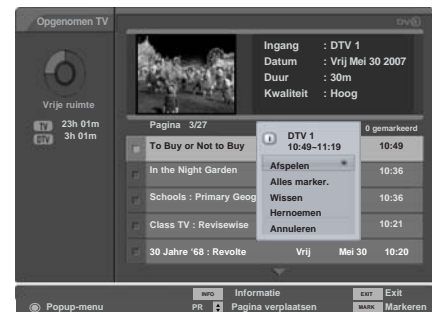 Opgenomen TV
DVR
Ingang : DTV 1
Datum : Vrij Mei 30 2007
Duur : 30m
Kwaliteit : Hoog
Vrije ruimte
TV 23h 01m
DTV 3h 01m
Pagina 3/27
0 gemarkeerd
To Buy or Not to Buy 10:49
In the Night Garden 10:36
Schools : Primary Geog 10:36
Class TV : Revisewise 10:21
30 Jahre ‘68 : Revolte Vrij Mei 30 10:20
i DTV 1
10:49~11:19
Afspelen
Alles marker.
Wissen
Hernoemen
Annuleren
INFO Informatie
EXIT Exit
Popup-menu
PR Pagina verplaatsen
MARK Markeren